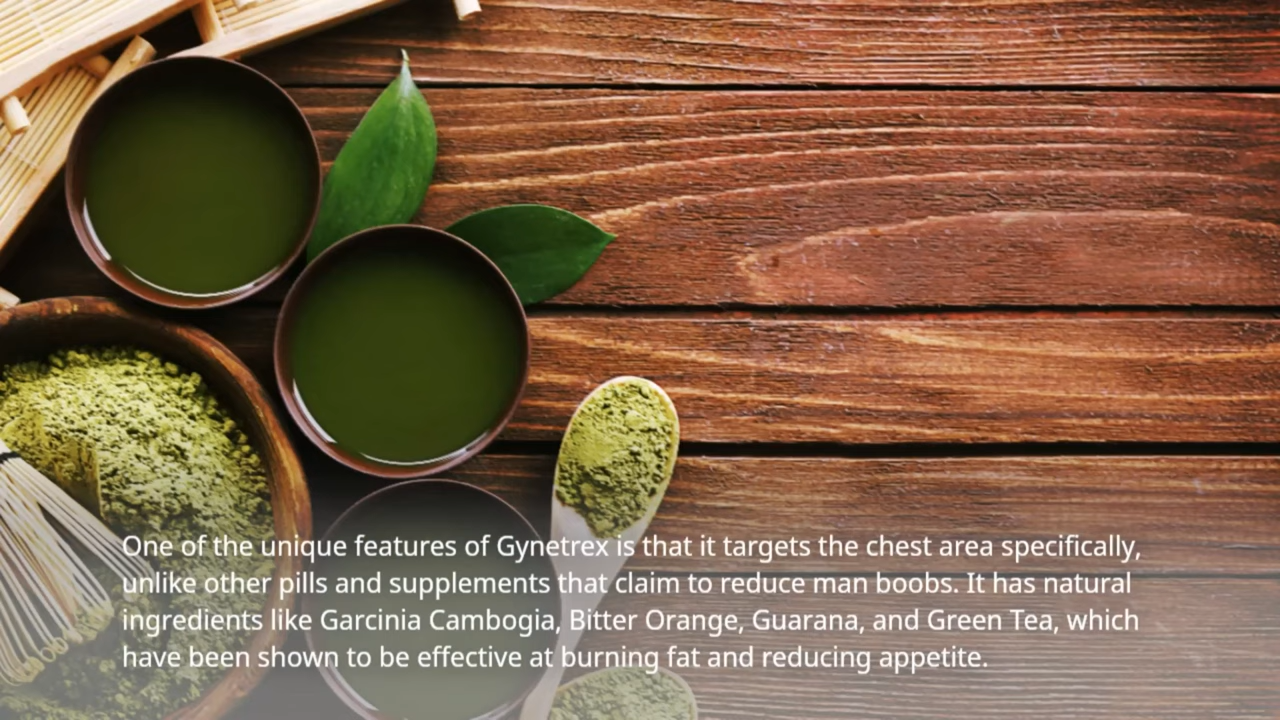 One of the unique features of Gynetrex is that it targets the chest area specifically,
unlike other pills and supplements that claim to reduce man boobs. It has natural
ingredients like Garcinia Cambogia, Bitter Orange, Guarana, and Green Tea, which
have been shown to be effective at burning fat and reducing appetite.